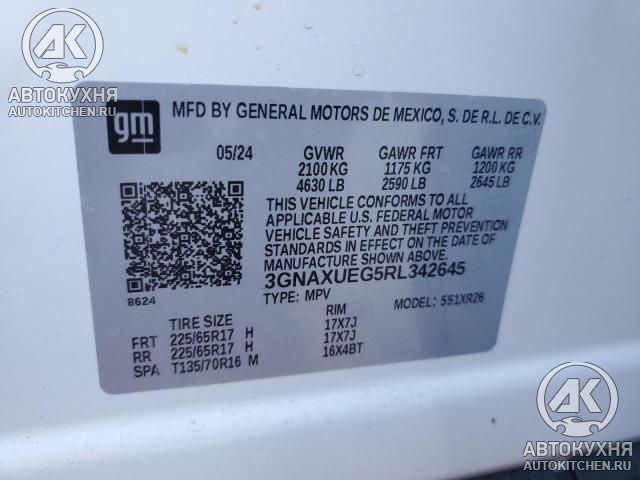 АК
АВТОКУХНЯ
AUTOKITCHEN.RU
gm
MFD BY GENERAL MOTORS DE MEXICO, S. DE R.L. DE C.V.
05/24 GVWR GAWR FRT GAWR RR
2100 KG 1175 KG 1200 KG
4630 LB 2590 LB 2645 LB
THIS VEHICLE CONFORMS TO ALL
APPLICABLE U.S. FEDERAL MOTOR
VEHICLE SAFETY AND THEFT PREVENTION
STANDARDS IN EFFECT ON THE DATE OF
MANUFACTURE SHOWN ABOVE.
3GNAXUEG5RL342645
8624
TYPE: MPV MODEL: 551XR26
TIRE SIZE RIM
FRT 225/65R17 H 17X7J
RR 225/65R17 H 17X7J
SPA T135/70R16 M 16X4BT
АК
АВТОКУХНЯ
AUTOKITCHEN.RU